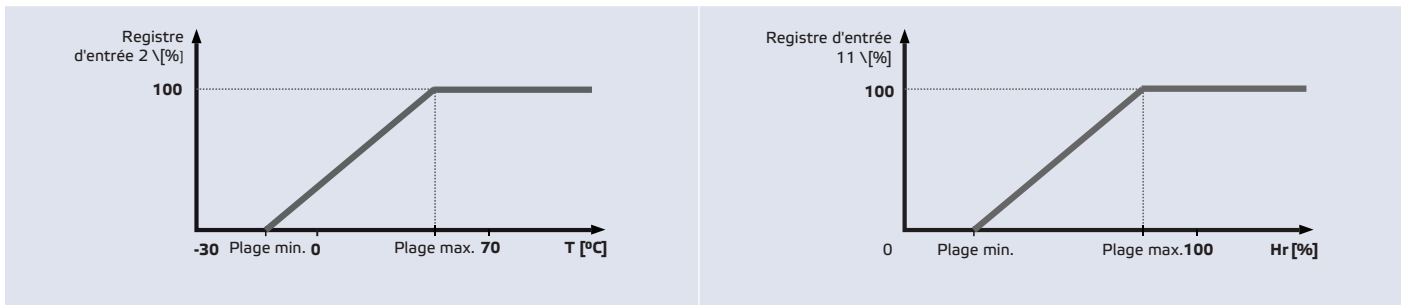 Registre
d'entrée 2 \[%]
100
-30 Plage min. 0 Plage max. 70 T [ºC]
Registre d'entrée
11 \[%]
100
0 Plage min. Plage max.100 Hr [%]